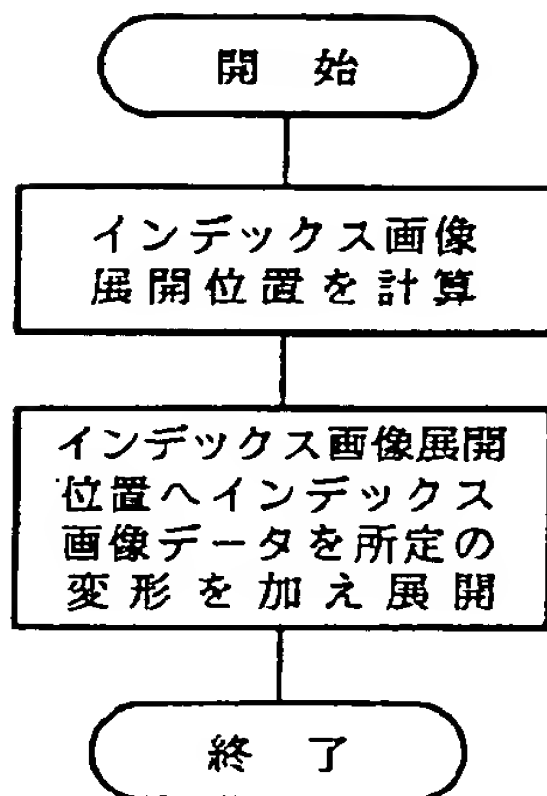 開始
インデックス画像
展開位置を計算
インデックス画像展開
位置へインデックス
画像データを所定の
変形を加え展開
終了